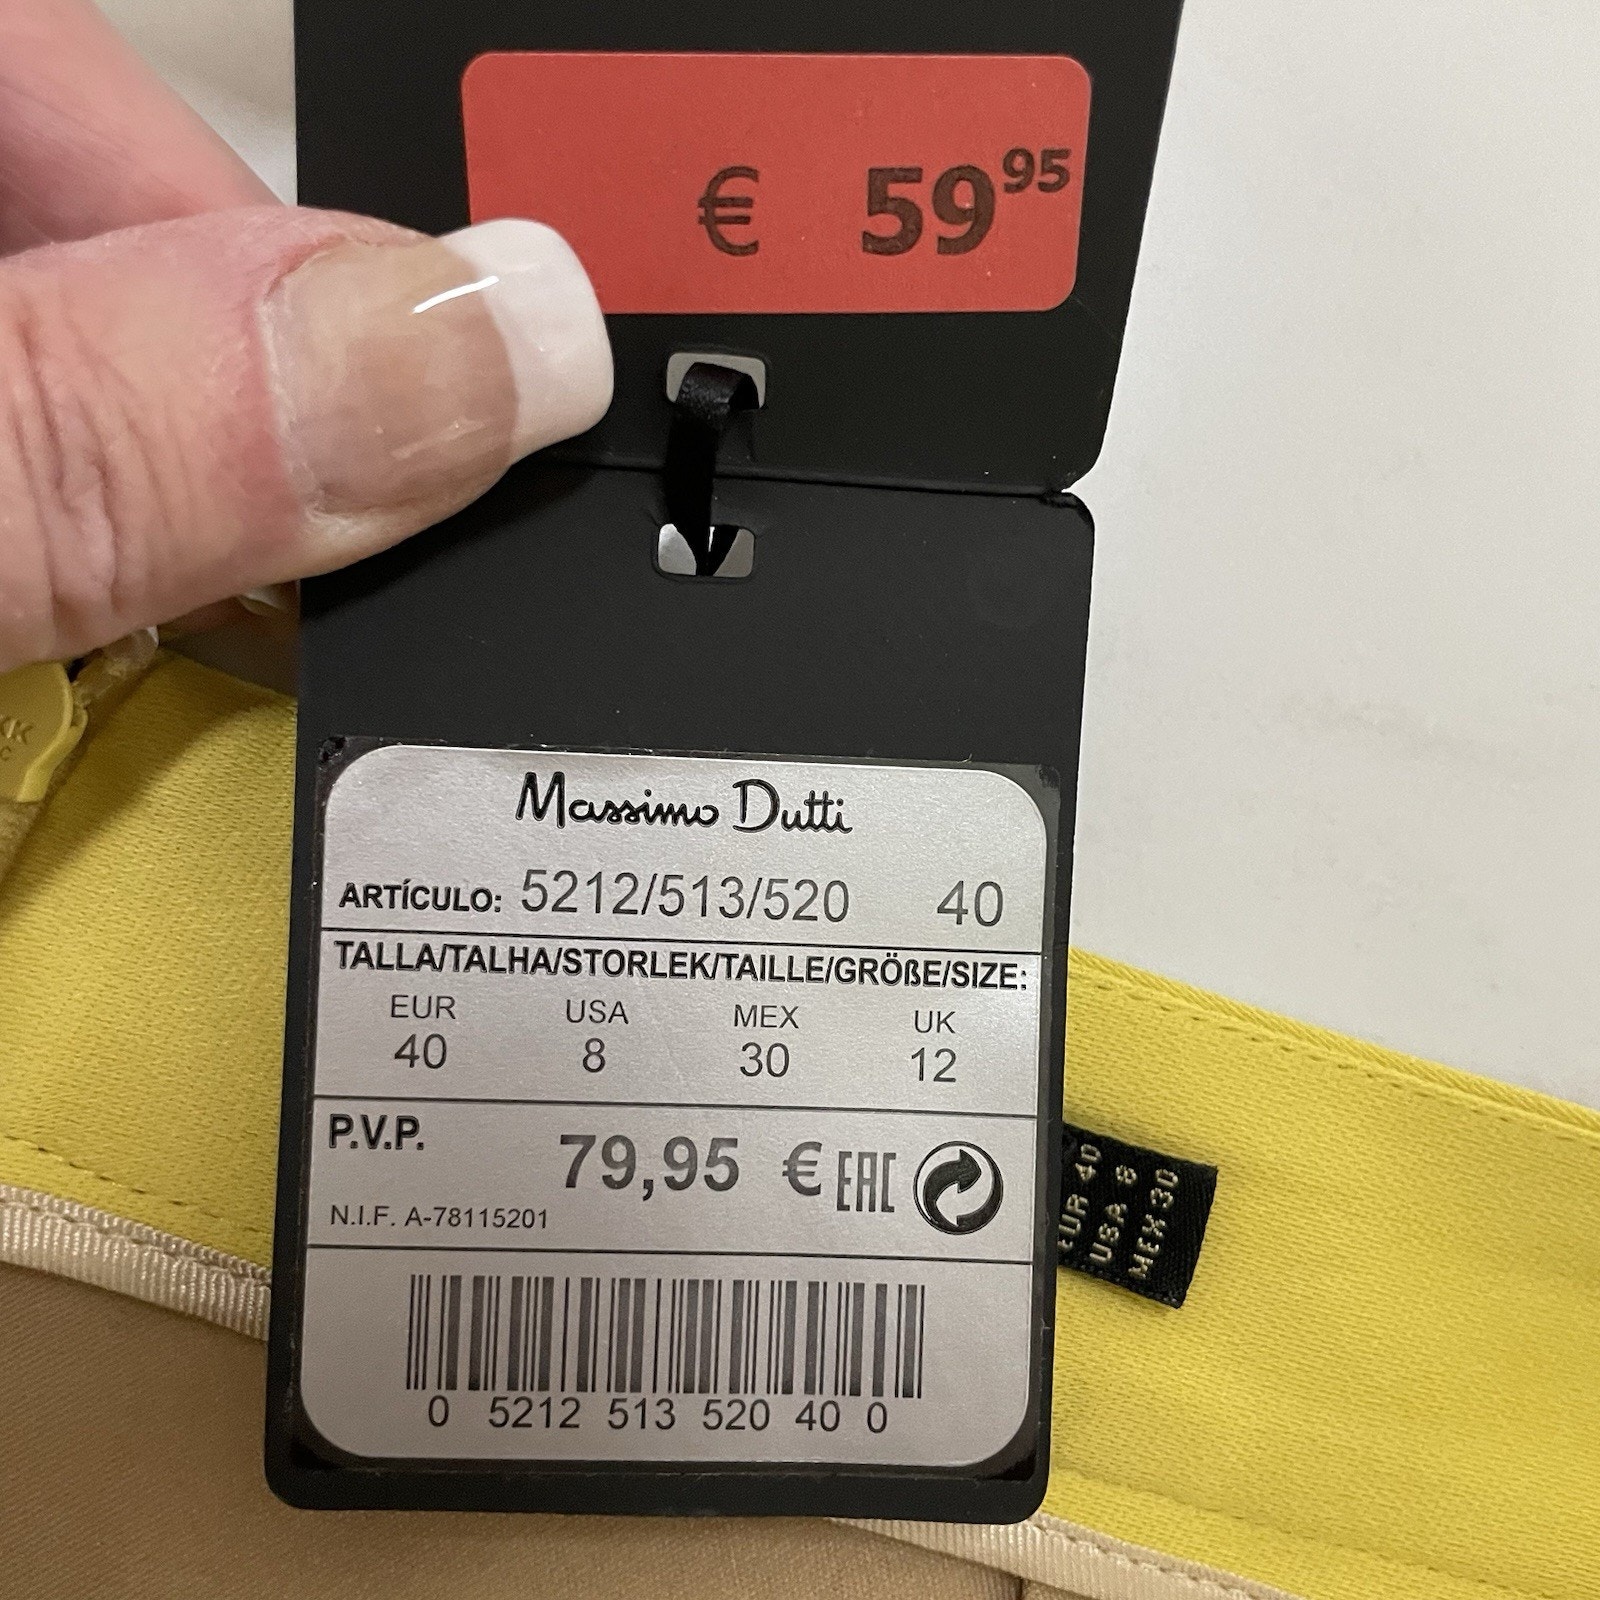 € 59 95
Massimo Dutti
ARTÍCULO: 5212/513/520 40
TALLA/TALHA/STORLEK/TAILLE/GRÖßE/SIZE:
EUR USA MEX UK
40 8 30 12
P.V.P. 79,95 € EAC
N.I.F. A-78115201
0 5212 513 520 40 0
EUR 40
USA 8
MEX 30